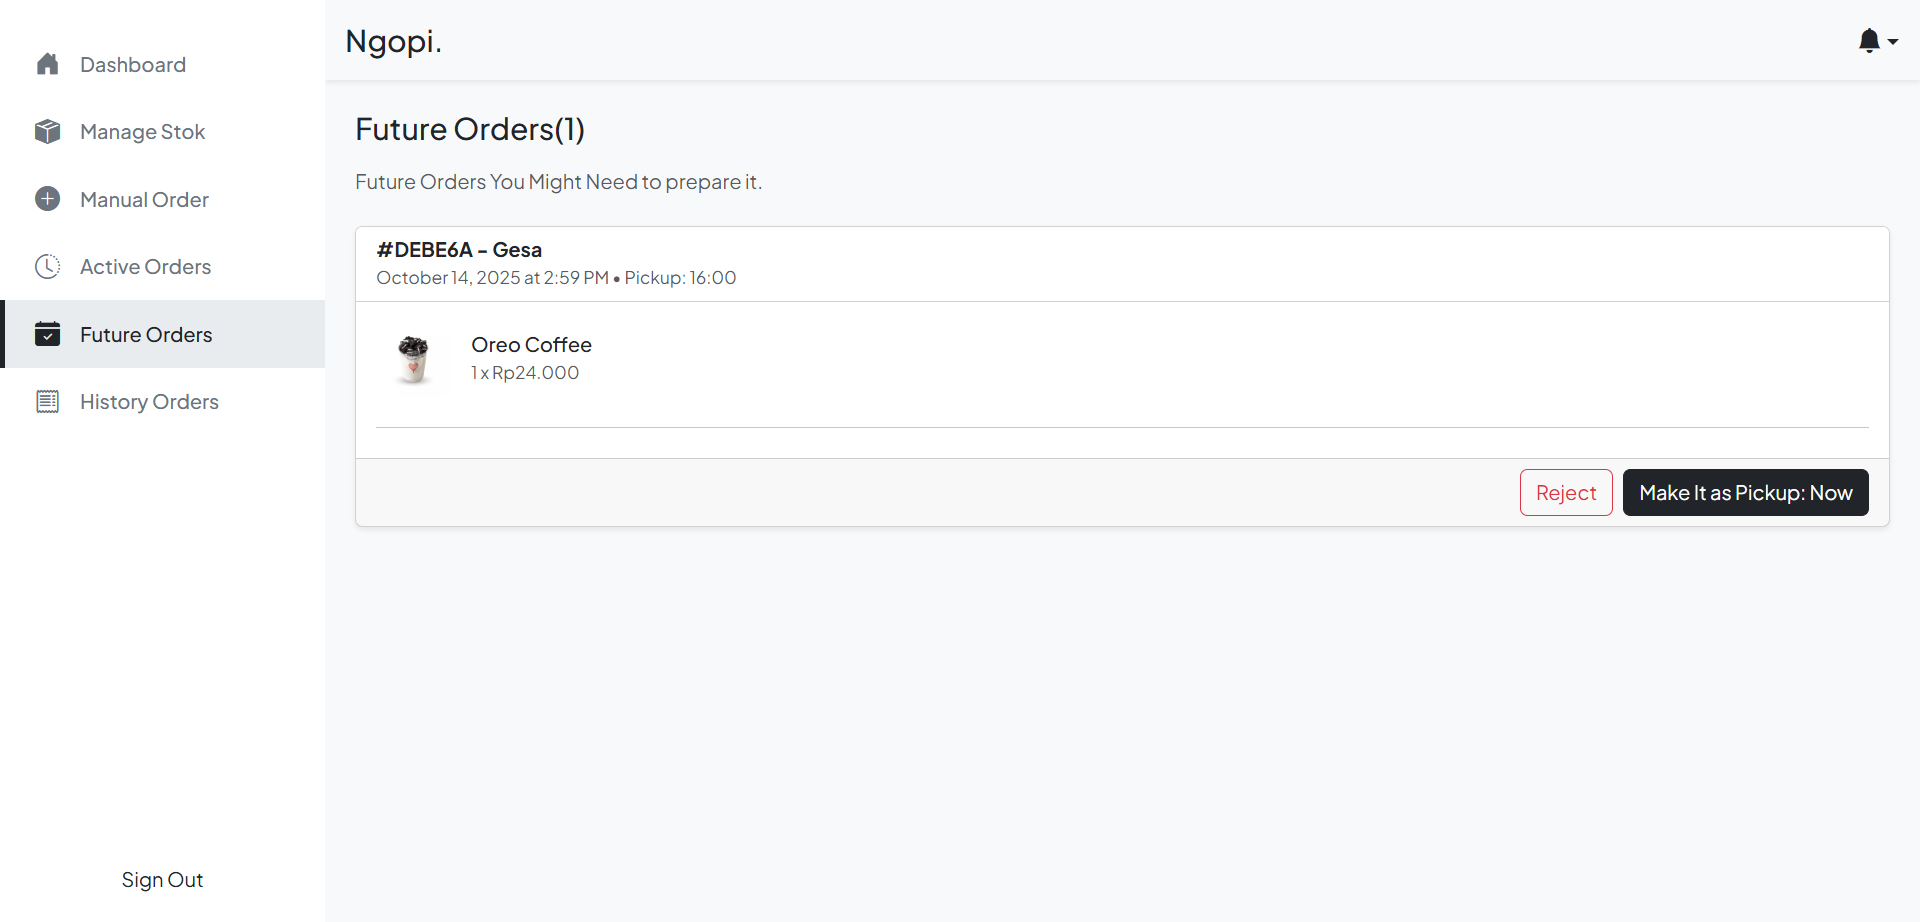 Ngopi.
Dashboard
Manage Stok
Manual Order
Active Orders
Future Orders
History Orders
Sign Out
Future Orders(1)
Future Orders You Might Need to prepare it.
#DEBE6A - Gesa
October 14, 2025 at 2:59 PM • Pickup: 16:00
Oreo Coffee
1 x Rp24.000
Reject
Make It as Pickup: Now